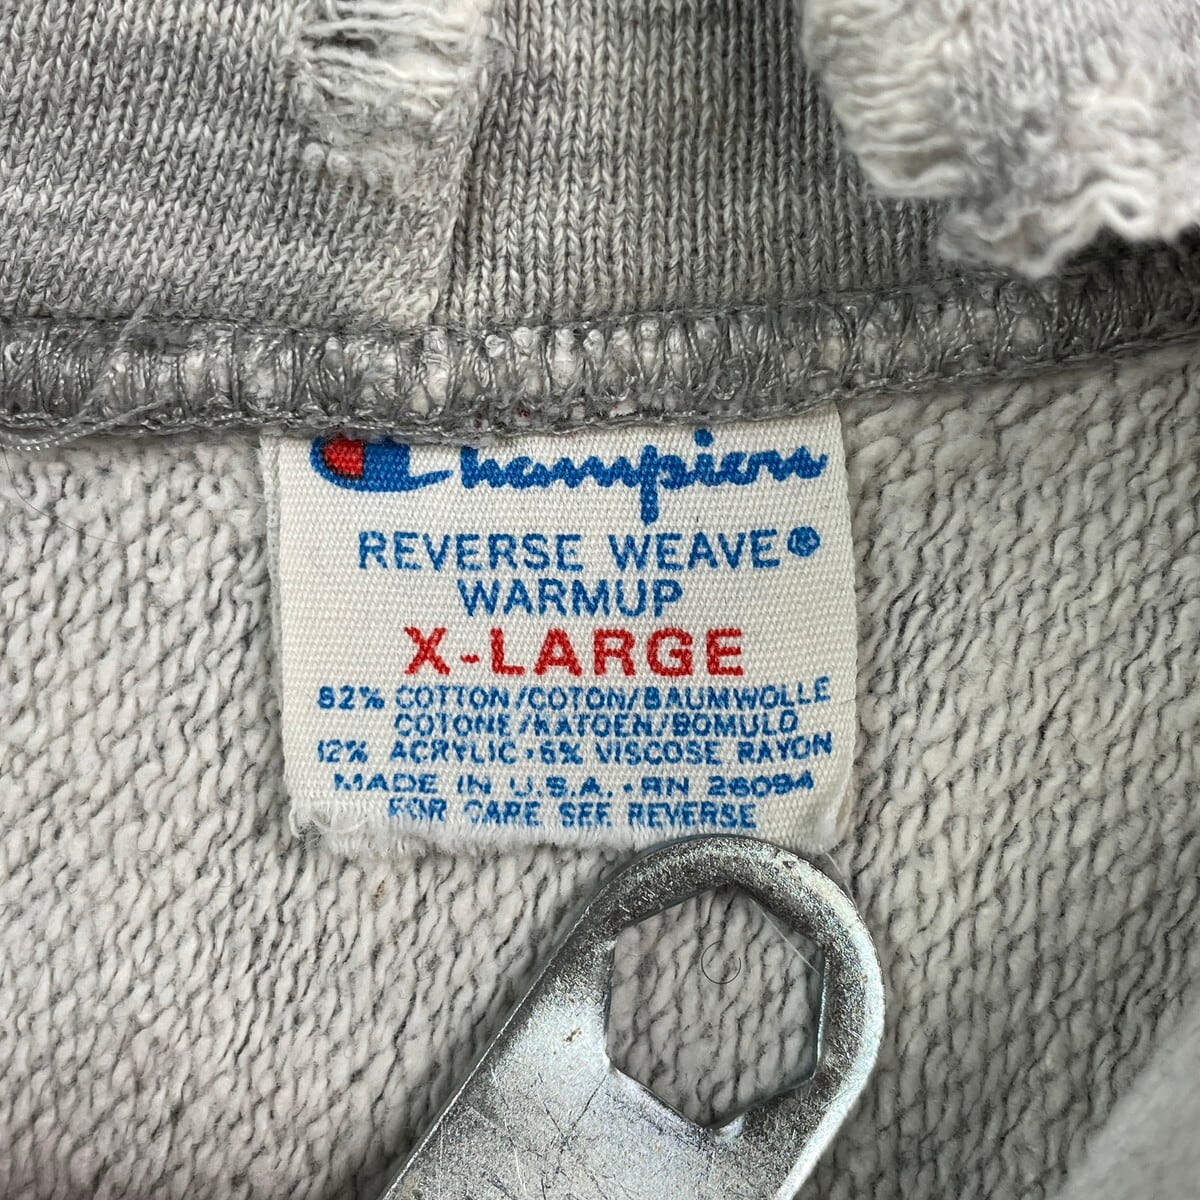 Champion
REVERSE WEAVE®
WARMUP
X-LARGE
82% COTTON/COTON/BAUMWOLLE
COTONE/KATOEN/BOMULD
12% ACRYLIC•6% VISCOSE RAYON
MADE IN U.S.A. - RN 26094
FOR CARE SEE REVERSE